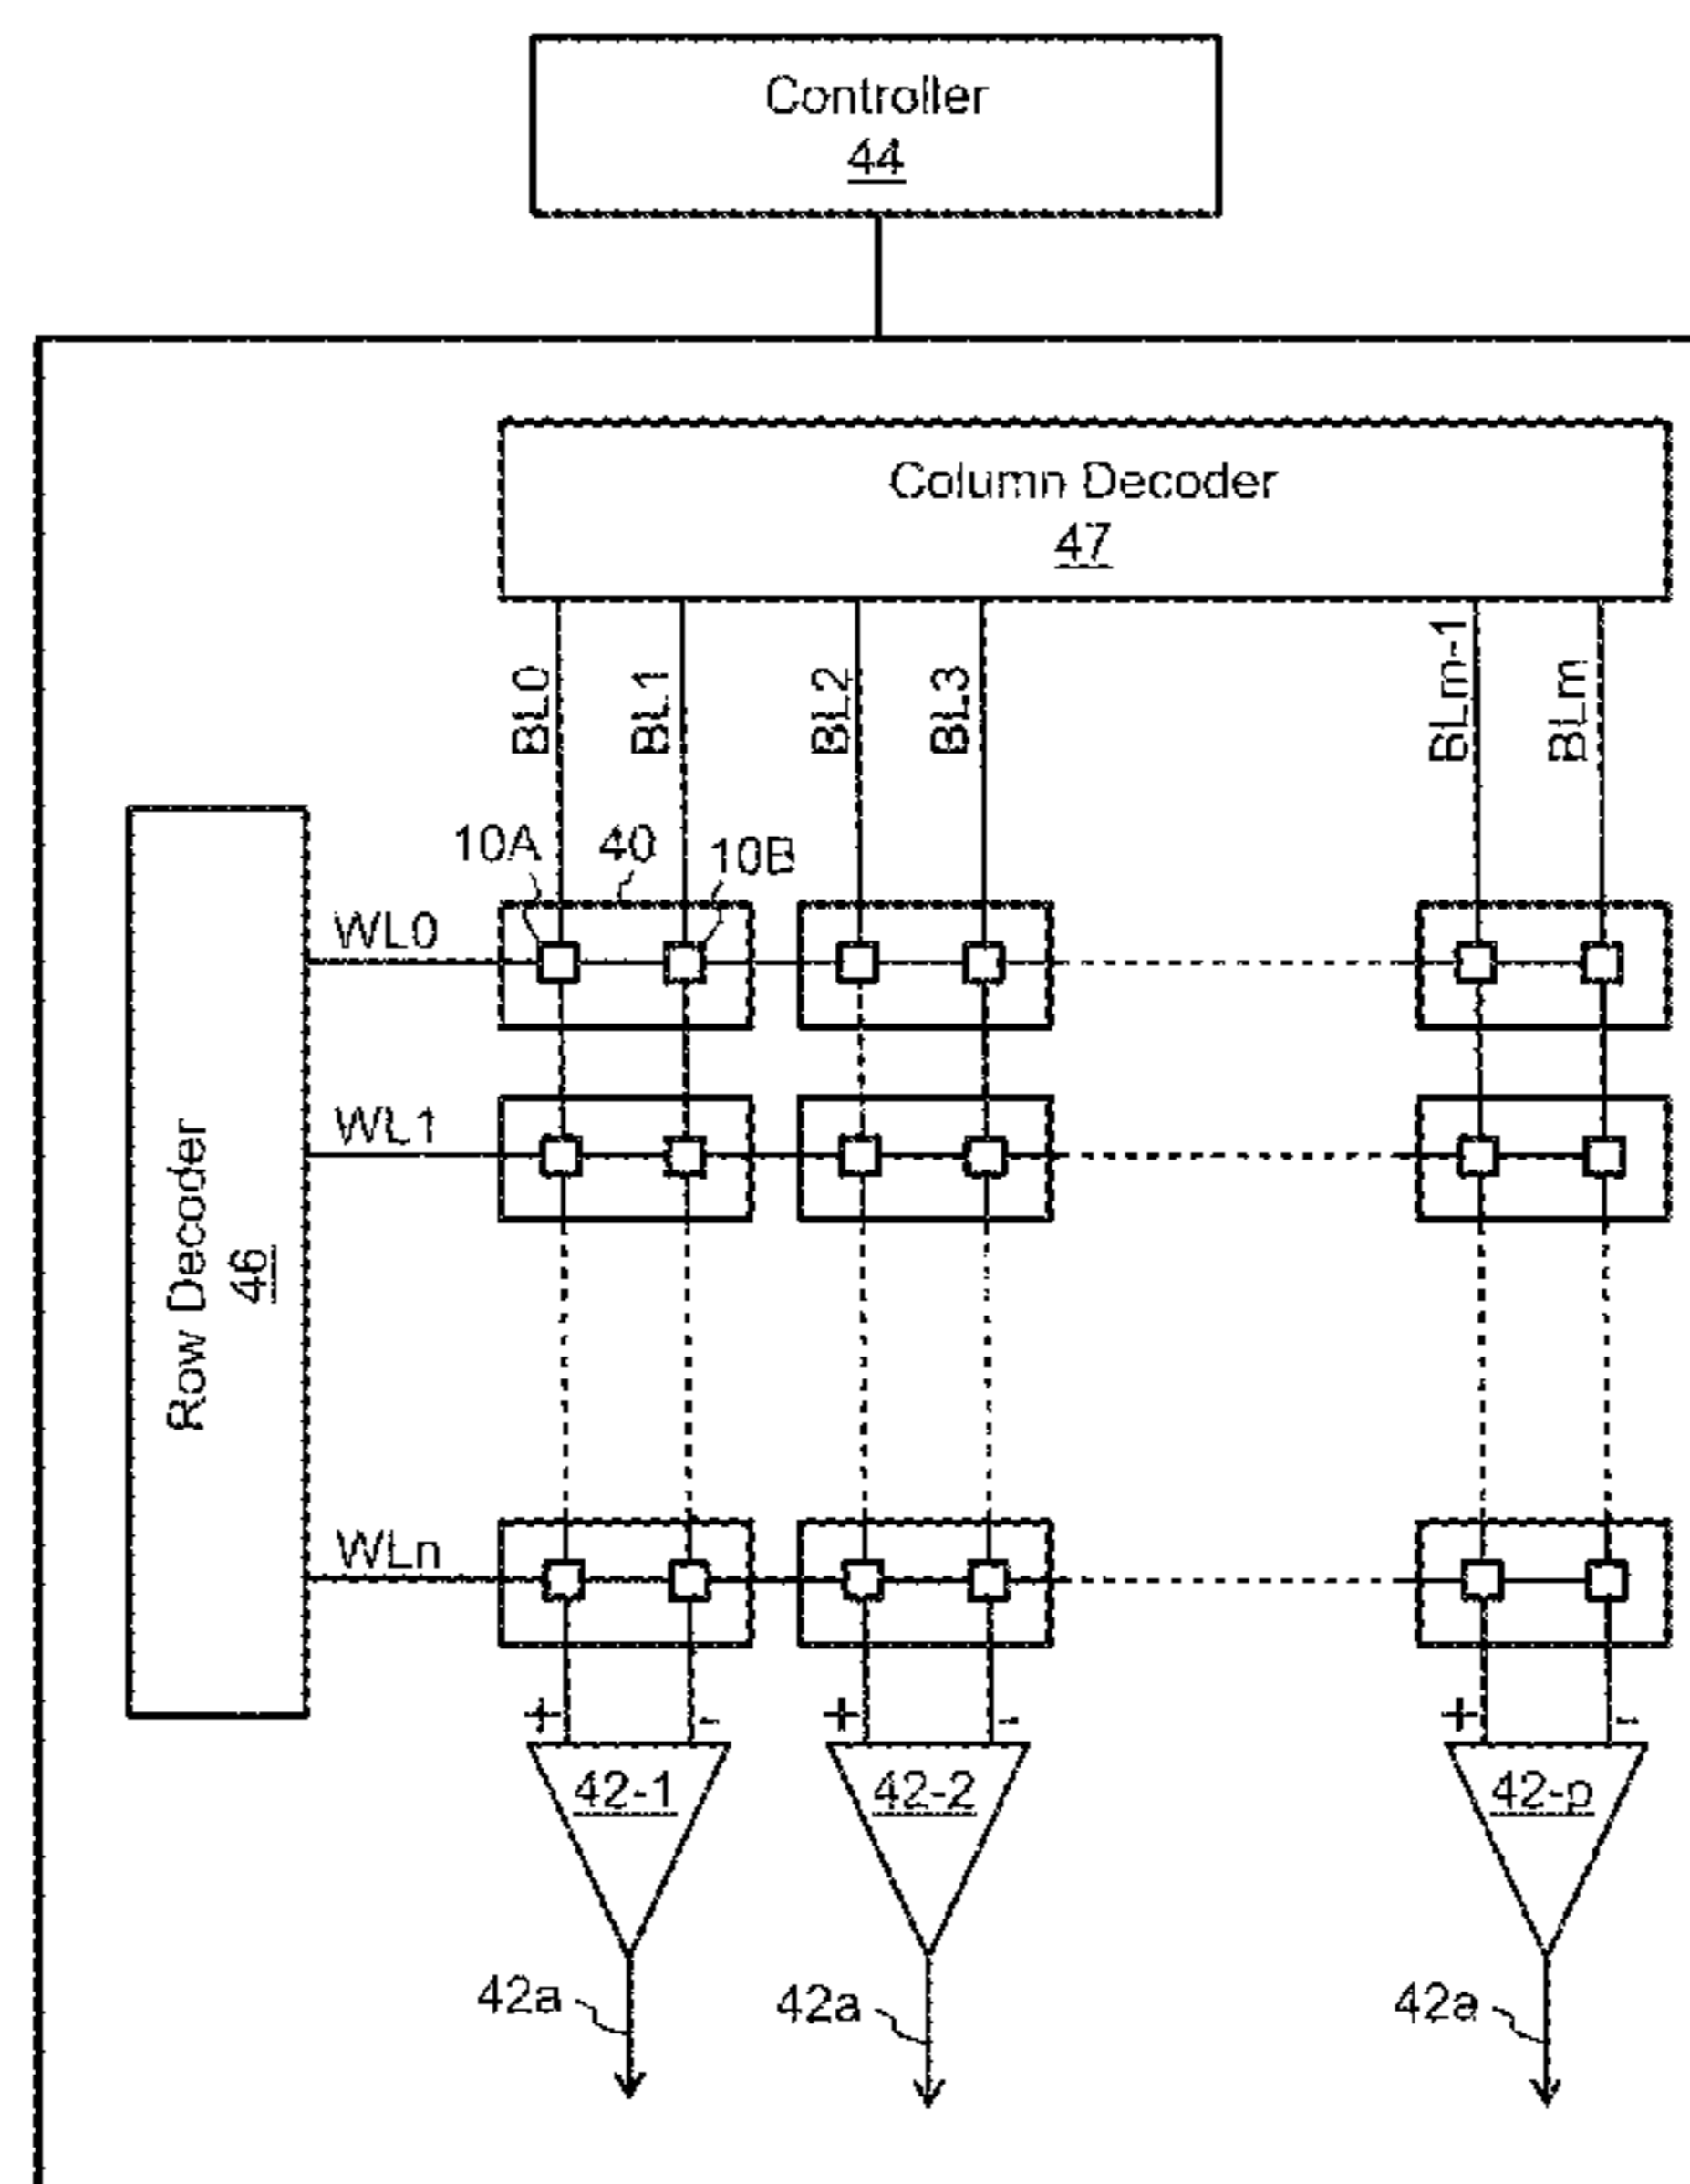 Controller
44
Column Decoder
47
BL0
BL1
BL2
BL3
BLm-1
BLm
10A
40
10B
WL0
WL1
Row Decoder
46
WLn
+
-
+
-
+
-
42-1
42-2
42-p
42a
42a
42a